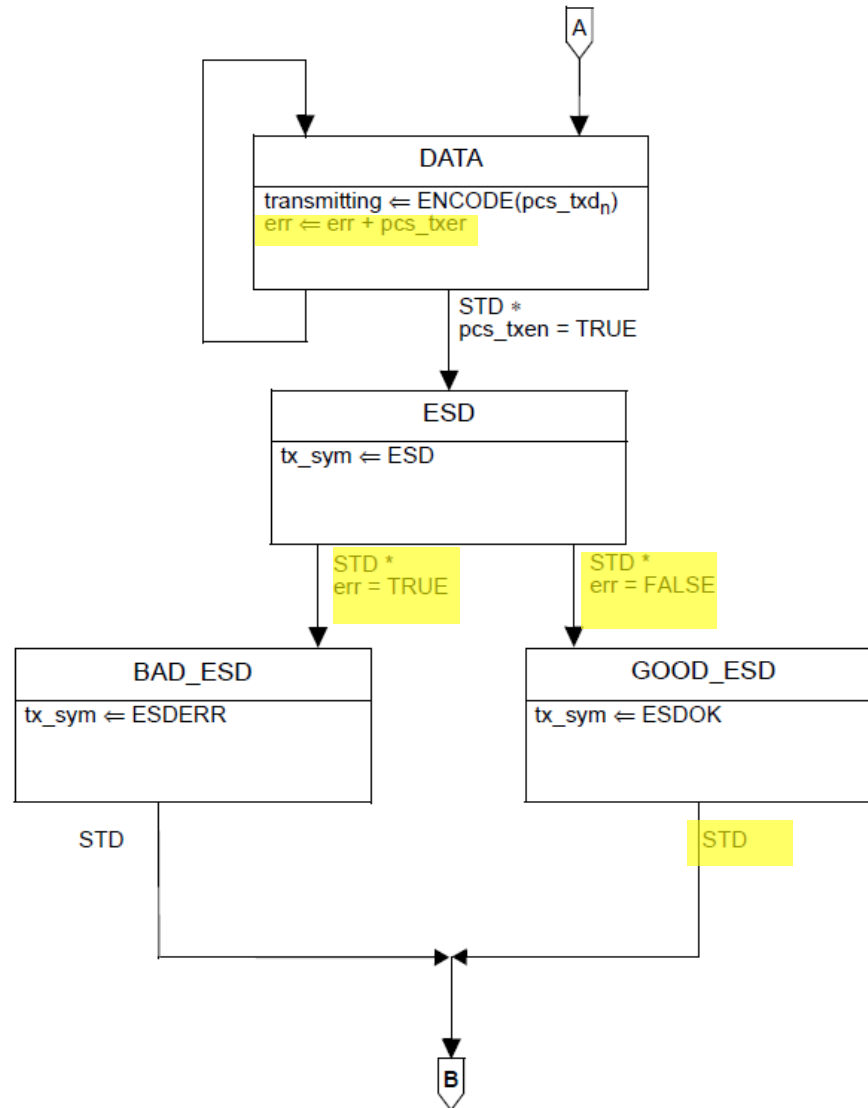 A
DATA
transmitting ⇐ ENCODE(pcs_txdₙ)
err ⇐ err + pcs_txer
STD *
pcs_txen = TRUE
ESD
tx_sym ⇐ ESD
STD *
err = TRUE
STD *
err = FALSE
BAD_ESD
tx_sym ⇐ ESDERR
GOOD_ESD
tx_sym ⇐ ESDOK
STD
STD
B